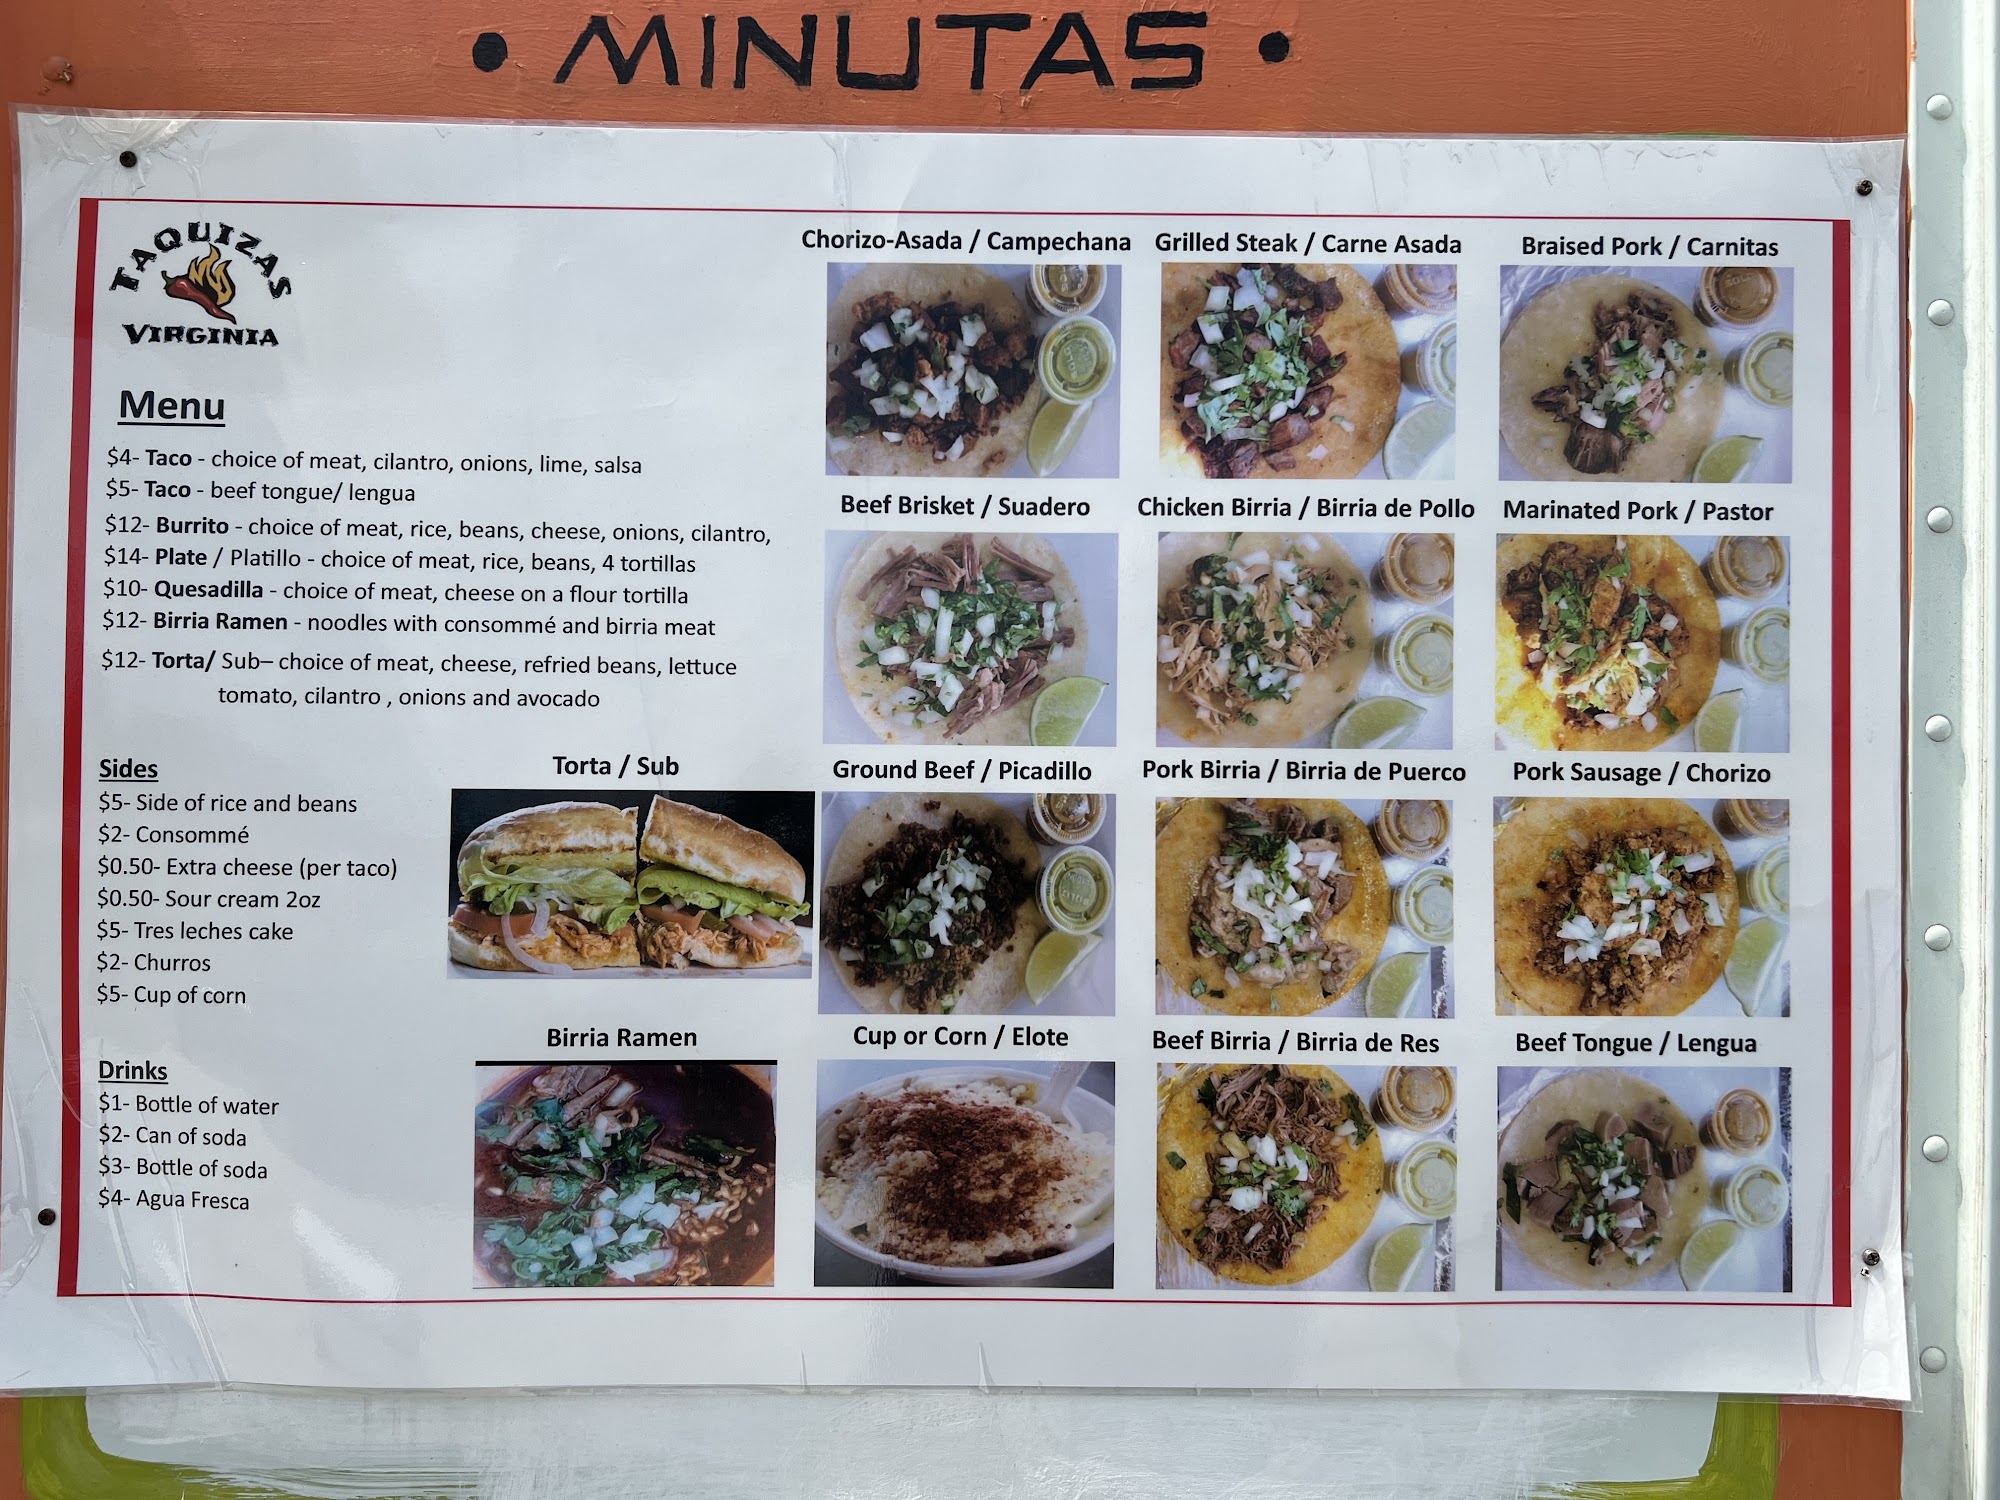 • MINUTAS •
TAQUIZAS
VIRGINIA
Menu
$4- Taco - choice of meat, cilantro, onions, lime, salsa
$5- Taco - beef tongue/ lengua
$12- Burrito - choice of meat, rice, beans, cheese, onions, cilantro,
$14- Plate / Platillo - choice of meat, rice, beans, 4 tortillas
$10- Quesadilla - choice of meat, cheese on a flour tortilla
$12- Birria Ramen - noodles with consommé and birria meat
$12- Torta/ Sub– choice of meat, cheese, refried beans, lettuce
tomato, cilantro , onions and avocado
Sides
$5- Side of rice and beans
$2- Consommé
$0.50- Extra cheese (per taco)
$0.50- Sour cream 2oz
$5- Tres leches cake
$2- Churros
$5- Cup of corn
Drinks
$1- Bottle of water
$2- Can of soda
$3- Bottle of soda
$4- Agua Fresca
Torta / Sub
Birria Ramen
Chorizo-Asada / Campechana
Grilled Steak / Carne Asada
Braised Pork / Carnitas
Beef Brisket / Suadero
Chicken Birria / Birria de Pollo
Marinated Pork / Pastor
Ground Beef / Picadillo
Pork Birria / Birria de Puerco
Pork Sausage / Chorizo
Cup or Corn / Elote
Beef Birria / Birria de Res
Beef Tongue / Lengua